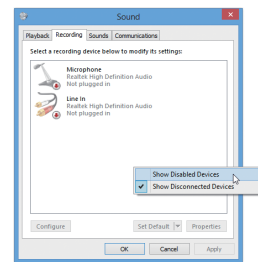 Sound
Playback Recording Sounds Communications
Select a recording device below to modify its settings:
Microphone
Realtek High Definition Audio
Not plugged in
Line In
Realtek High Definition Audio
Not plugged in
Show Disabled Devices
Show Disconnected Devices
Configure Set Default Properties
OK Cancel Apply